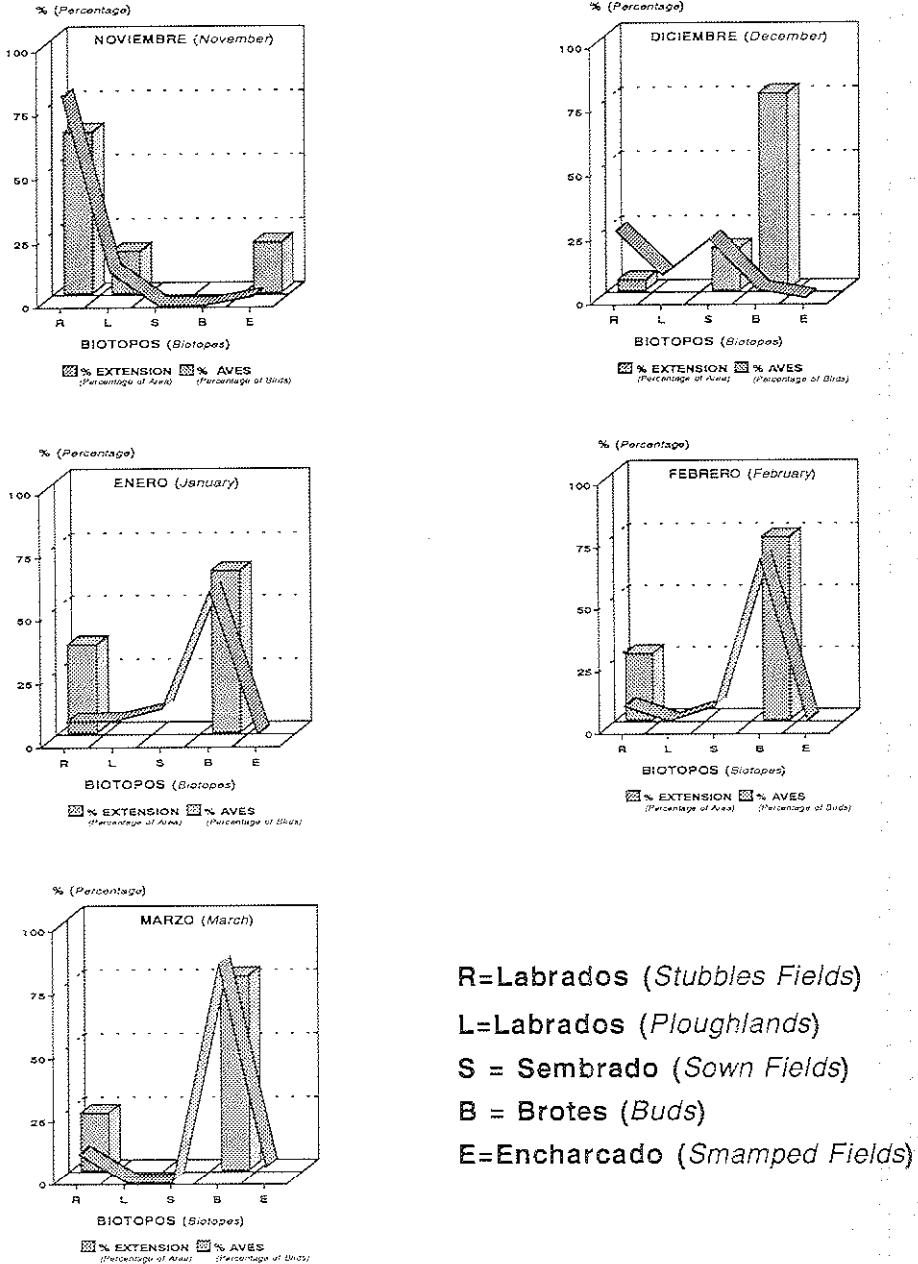 % (Percentage)
NOVIEMBRE (November)
100
75
50
25
0
R L S B E
BIOTOPOS (Biotopes)
% EXTENSION % AVES
(Percentage of Area) (Percentage of Birds)
% (Percentage)
DICIEMBRE (December)
100
75
50
25
0
R L S B E
BIOTOPOS (Biotopes)
% EXTENSION % AVES
(Percentage of Area) (Percentage of Birds)
% (Percentage)
ENERO (January)
100
75
50
25
0
R L S B E
BIOTOPOS (Biotopes)
% EXTENSION % AVES
(Percentage of Area) (Percentage of Birds)
% (Percentage)
FEBRERO (February)
100
75
50
25
0
R L S B E
BIOTOPOS (Biotopes)
% EXTENSION % AVES
(Percentage of Area) (Percentage of Birds)
% (Percentage)
MARZO (March)
100
75
50
25
0
R L S B E
BIOTOPOS (Biotopes)
% EXTENSION % AVES
(Percentage of Area) (Percentage of Birds)
R=Labrados (Stubbles Fields)
L=Labrados (Ploughlands)
S = Sembrado (Sown Fields)
B = Brotes (Buds)
E=Encharcado (Smamped Fields)